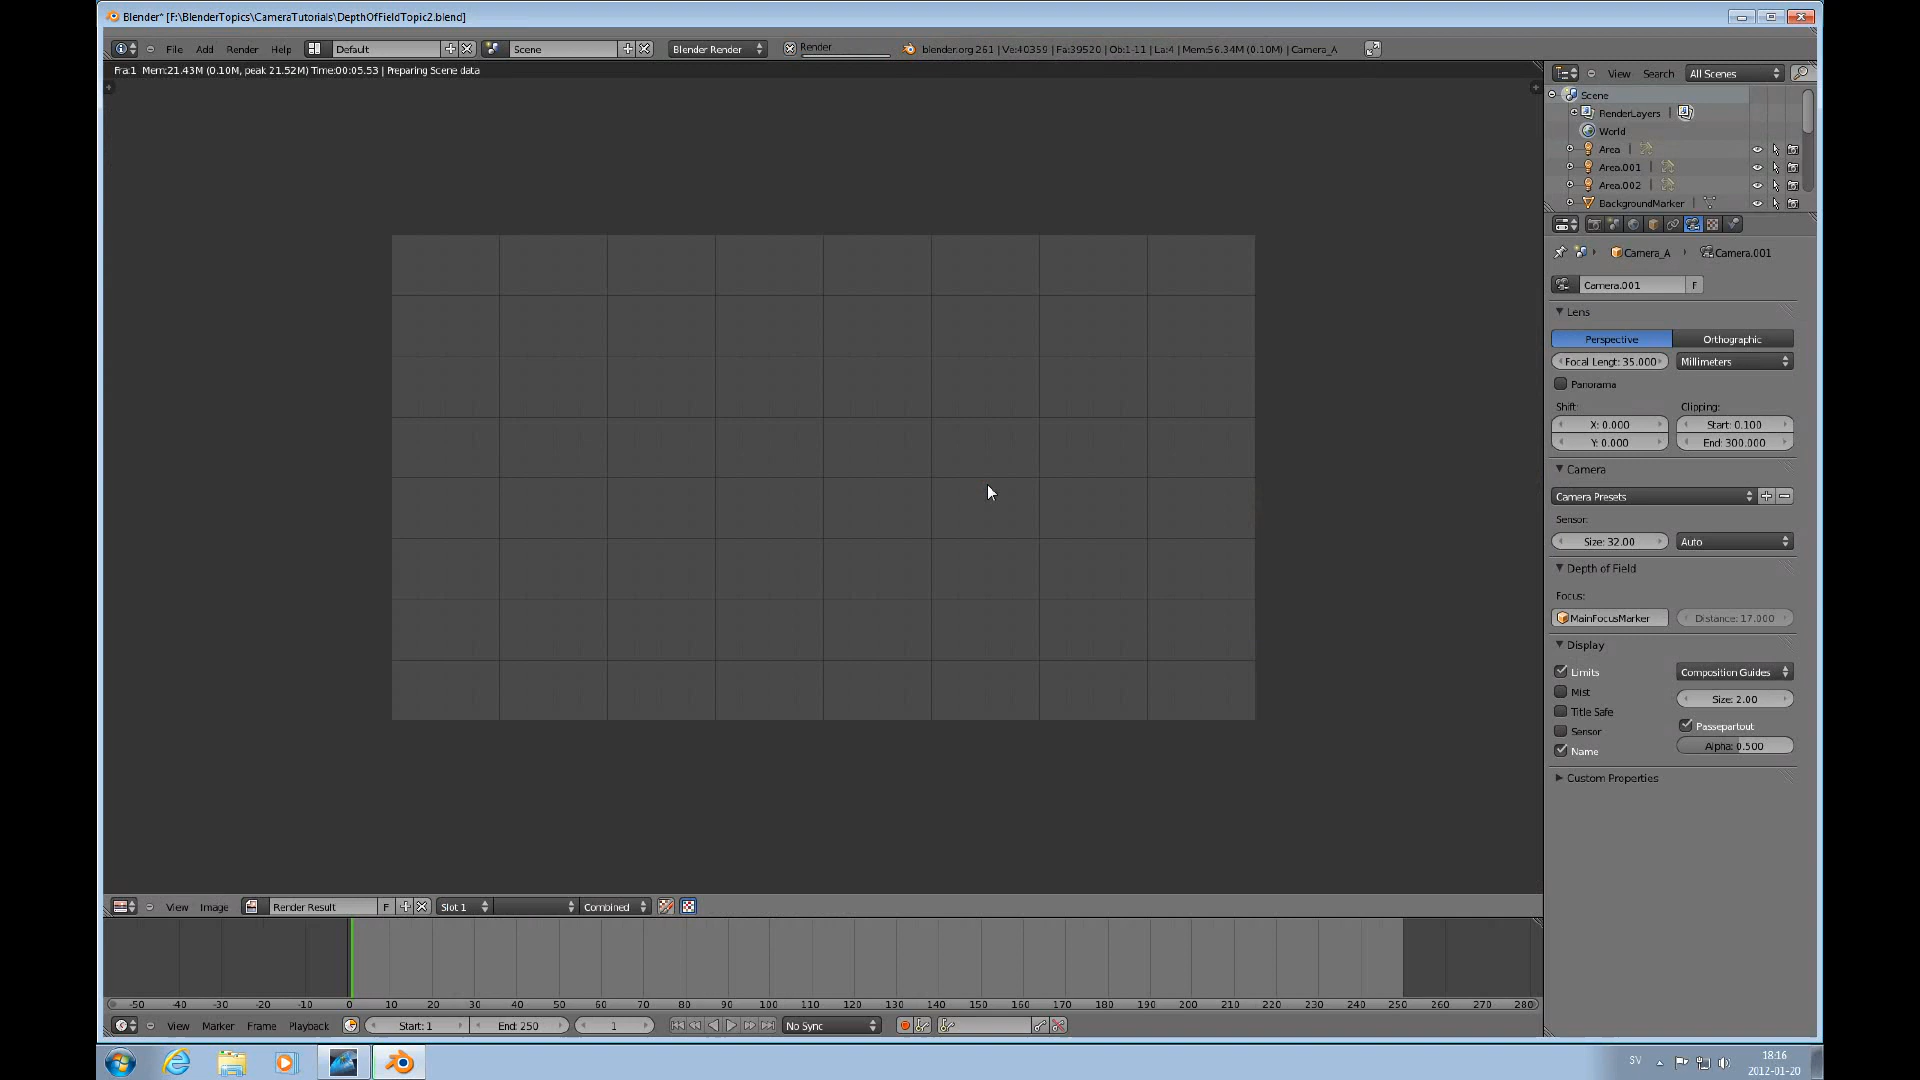 Blender* [F:\BlenderTopics\CameraTutorials\DepthOfFieldTopic2.blend]
File Add Render Help Default Scene Blender Render Render blender.org 261 | Ve:40359 | Fa:39520 | Ob:1-11 | La:4 | Mem:56.34M (0.10M) | Camera_A
Fra:1 Mem:21.43M (0.10M, peak 21.52M) Time:00:05.53 | Preparing Scene data
View Search All Scenes
Scene
RenderLayers
World
Area
Area.001
Area.002
BackgroundMarker
Camera_A Camera.001
Camera.001 F
Lens
Perspective Orthographic
Focal Lengt: 35.000 Millimeters
Panorama
Shift: Clipping:
X: 0.000 Start: 0.100
Y: 0.000 End: 300.000
Camera
Camera Presets
Sensor:
Size: 32.00 Auto
Depth of Field
Focus:
MainFocusMarker Distance: 17.000
Display
Limits Composition Guides
Mist Size: 2.00
Title Safe
Sensor Passepartout
Name Alpha: 0.500
Custom Properties
View Image Render Result F Slot 1 Combined
-50 -40 -30 -20 -10 0 10 20 30 40 50 60 70 80 90 100 110 120 130 140 150 160 170 180 190 200 210 220 230 240 250 260 270 280
View Marker Frame Playback Start: 1 End: 250 1 No Sync
SV 18:16
2012-01-20